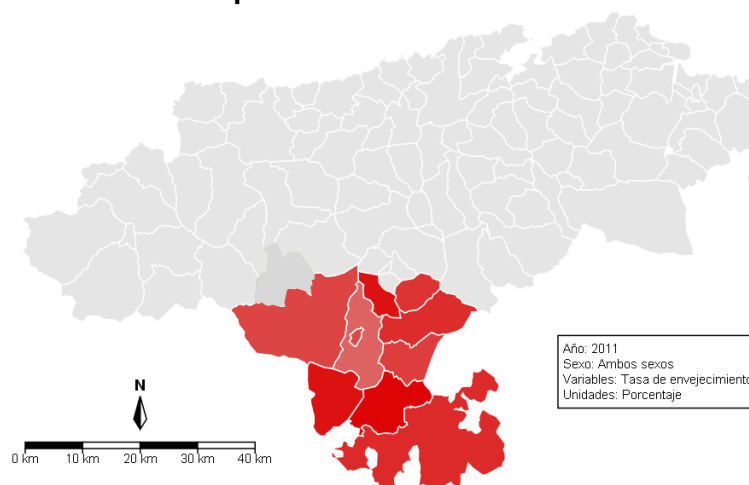 Año: 2011
Sexo: Ambos sexos
Variables: Tasa de envejecimiento
Unidades: Porcentaje
N
0 km 10 km 20 km 30 km 40 km